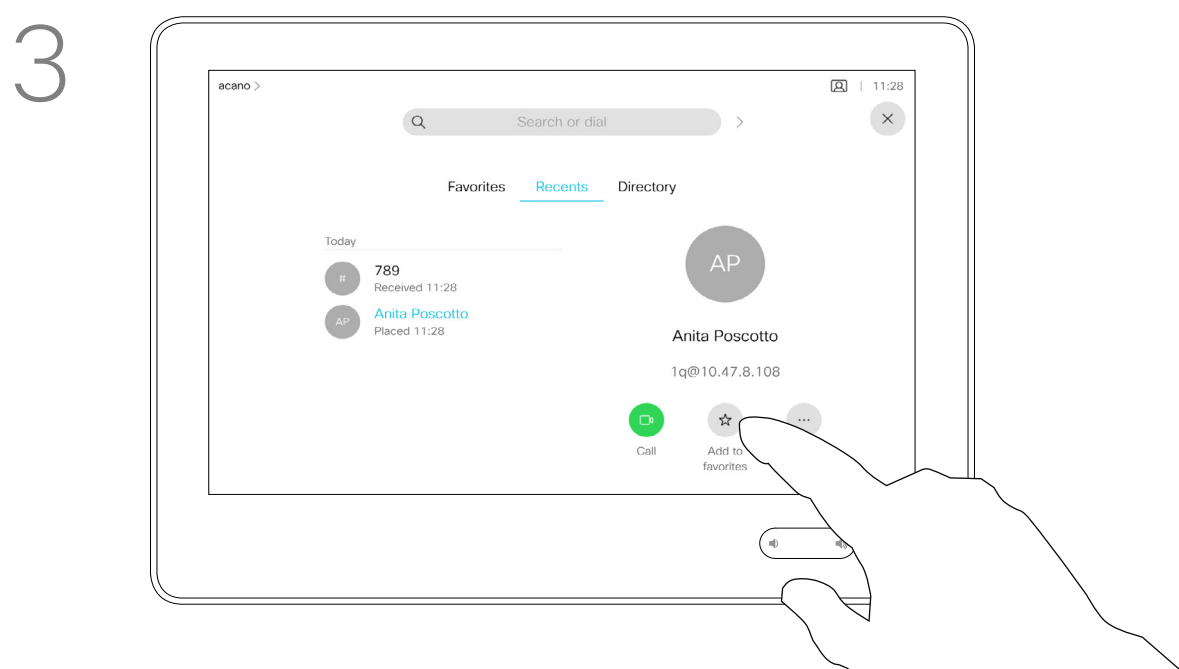 3
acano >
11:28
Search or dial
Favorites Recents Directory
Today
#
789
Received 11:28
AP
Anita Poscotto
Placed 11:28
AP
Anita Poscotto
1q@10.47.8.108
Call
Add to
favorites